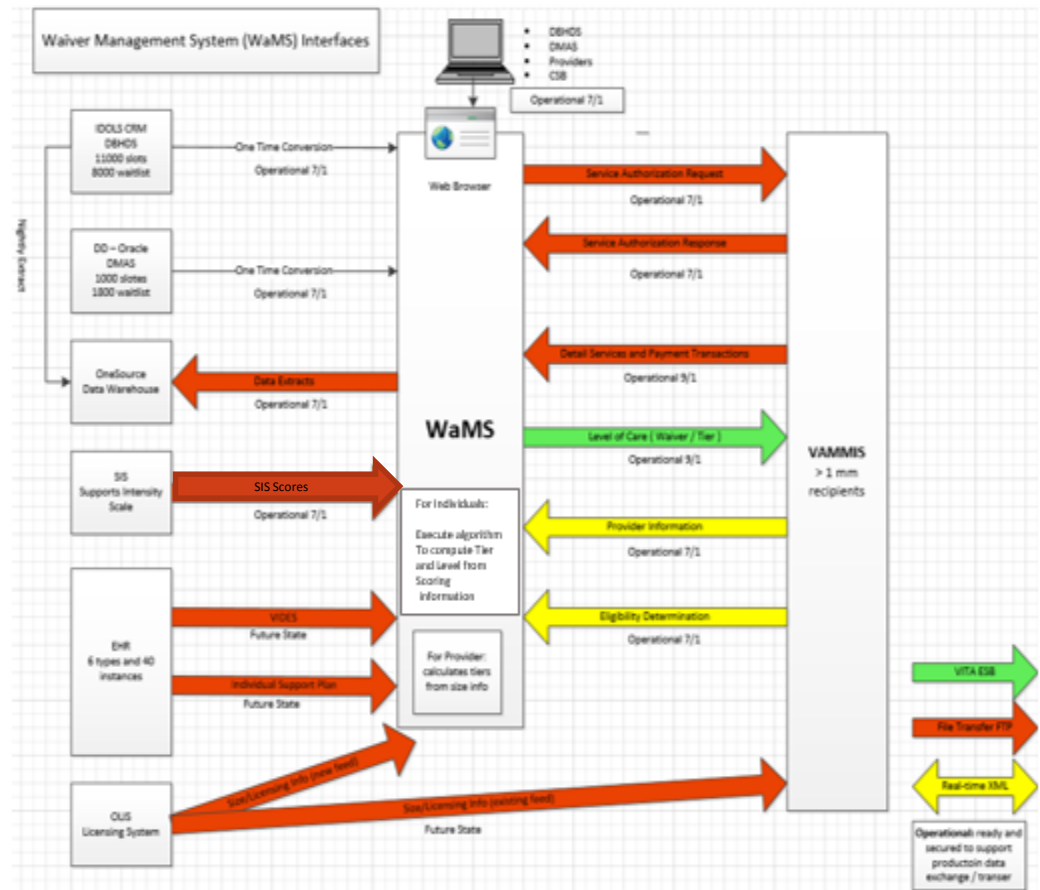 Waiver Management System (WaMS) Interfaces
DBHDS
DMAS
Providers
CSB
Operational 7/1
IDOLS CRM
DBHDS
11000 slots
8000 waitlist
One Time Conversion
Operational 7/1
Web Browser
Service Authorization Request
Operational 7/1
Nightly Extract
DD – Oracle
DMAS
1000 slotes
1800 waitlist
One Time Conversion
Operational 7/1
Service Authorization Response
Operational 7/1
OneSource
Data Warehouse
Data Extracts
Operational 7/1
Detail Services and Payment Transactions
Operational 9/1
WaMS
Level of Care ( Waiver / Tier )
Operational 9/1
VAMMIS
> 1 mm
recipients
SIS
Supports Intensity
Scale
SIS Scores
Operational 7/1
For Individuals:
Execute algorithm
To compute Tier
and Level from
Scoring
information
Provider Information
Operational 7/1
Eligibility Determination
Operational 7/1
EHR
6 types and 40
instances
VIDES
Future State
Individual Support Plan
Future State
For Provider:
calculates tiers
from size info
OLIS
Licensing System
Size/Licensing Info (new feed)
Size/Licensing Info (existing feed)
Future State
VITA ESB
File Transfer FTP
Real-time XML
Operational: ready and
secured to support
productoin data
exchange / transer